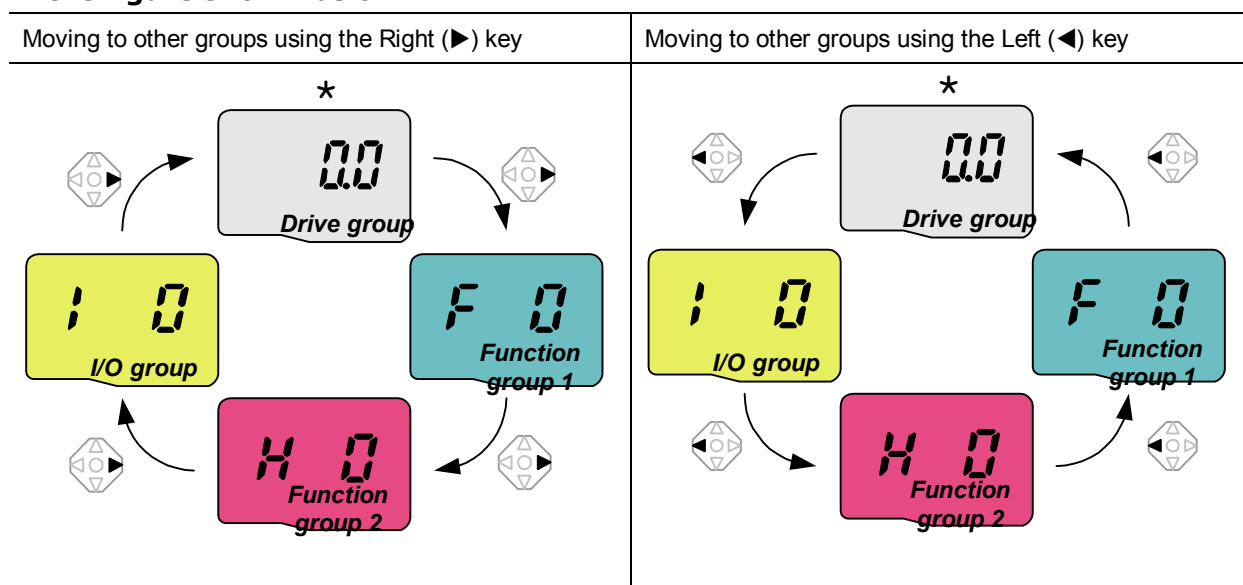 Moving to other groups using the Right (▶) key
*
0.0
Drive group
I 0
I/O group
F 0
Function
group 1
H 0
Function
group 2
Moving to other groups using the Left (◀) key
*
0.0
Drive group
I 0
I/O group
F 0
Function
group 1
H 0
Function
group 2